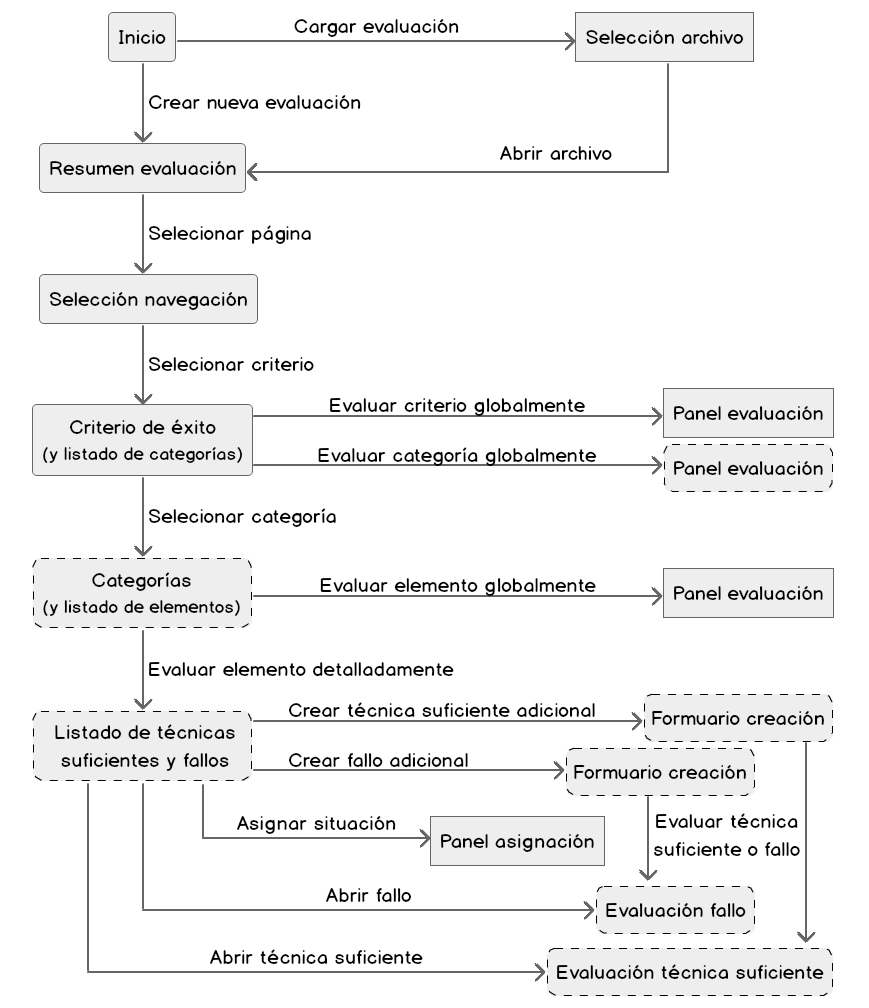 Inicio
Cargar evaluación
Selección archivo
Crear nueva evaluación
Abrir archivo
Resumen evaluación
Selecionar página
Selección navegación
Selecionar criterio
Criterio de éxito
(y listado de categorías)
Evaluar criterio globalmente
Panel evaluación
Evaluar categoría globalmente
Panel evaluación
Selecionar categoría
Categorías
(y listado de elementos)
Evaluar elemento globalmente
Panel evaluación
Evaluar elemento detalladamente
Listado de técnicas
suficientes y fallos
Crear técnica suficiente adicional
Formuario creación
Crear fallo adicional
Formuario creación
Asignar situación
Panel asignación
Evaluar técnica
suficiente o fallo
Abrir fallo
Evaluación fallo
Abrir técnica suficiente
Evaluación técnica suficiente